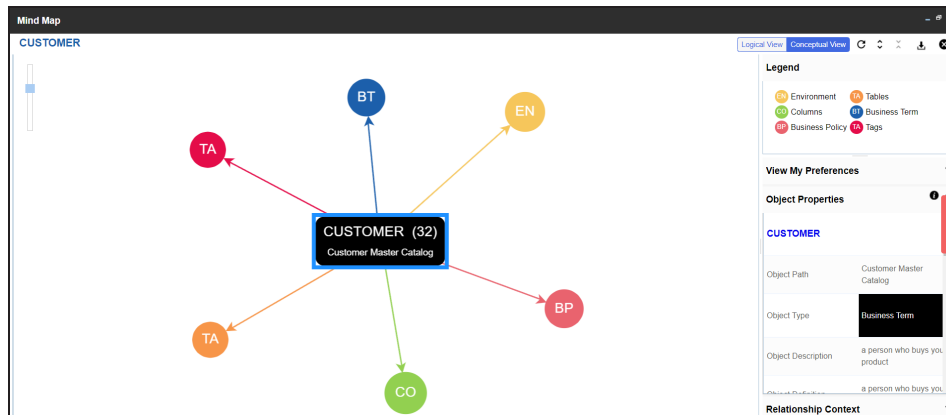 Mind Map
CUSTOMER
Logical View Conceptual View
BT
EN
TA
CUSTOMER (32)
Customer Master Catalog
BP
TA
CO
Legend
EN Environment TA Tables
CO Columns BT Business Term
BP Business Policy TA Tags
View My Preferences
Object Properties
CUSTOMER
Object Path Customer Master
Catalog
Object Type Business Term
Object Description a person who buys you
product
Object Definition a person who buys you
Relationship Context